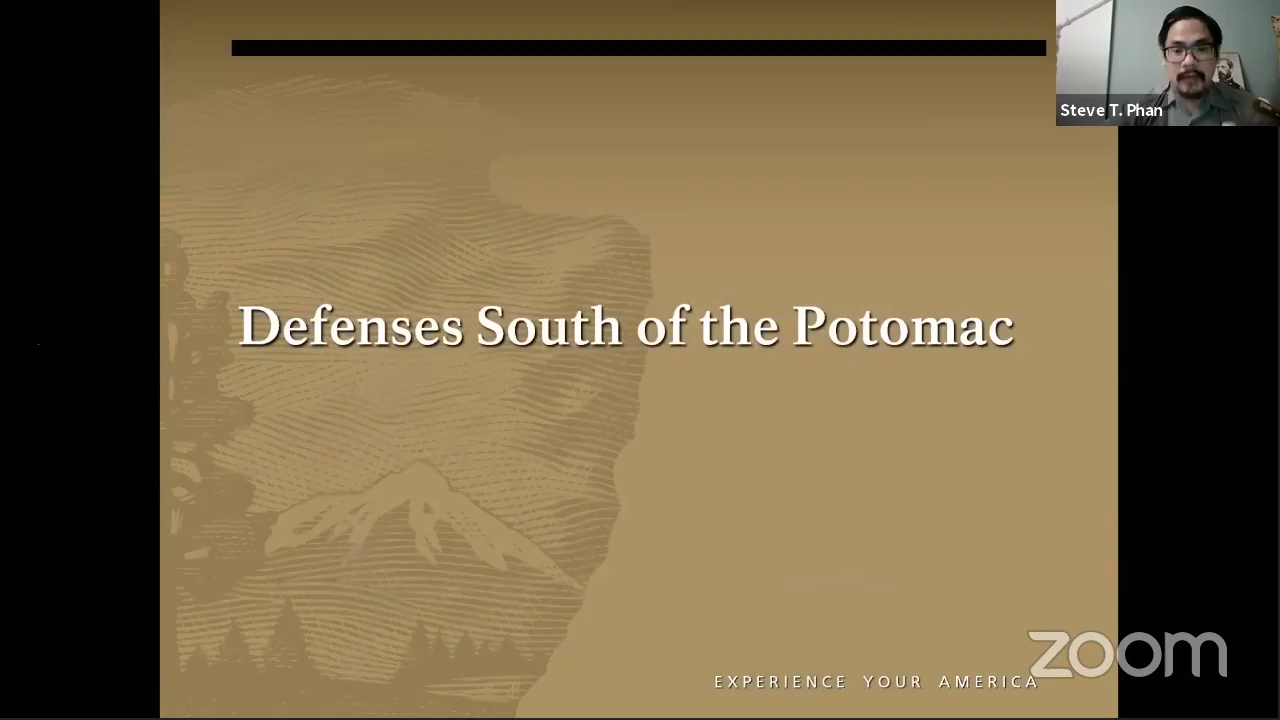 Steve T. Phan
Defenses South of the Potomac
EXPERIENCE YOUR AMERICA
zoom